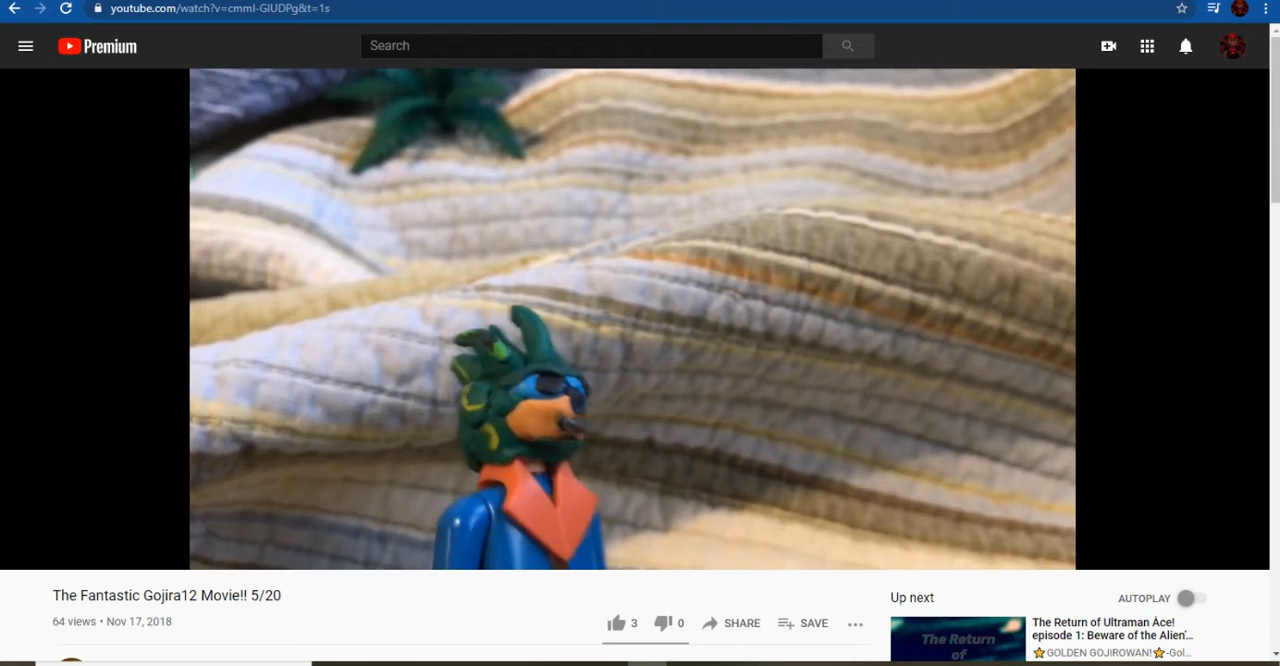 youtube.com/watch?v=cmml-GlUDPg&t=1s
Premium
Search
The Fantastic Gojira12 Movie!! 5/20
64 views • Nov 17, 2018
3
0
SHARE
SAVE
Up next
AUTOPLAY
The Return
of
The Return of Ultraman Ace!
episode 1: Beware of the Alien'...
⭐GOLDEN GOJIROWAN!⭐-Gol...